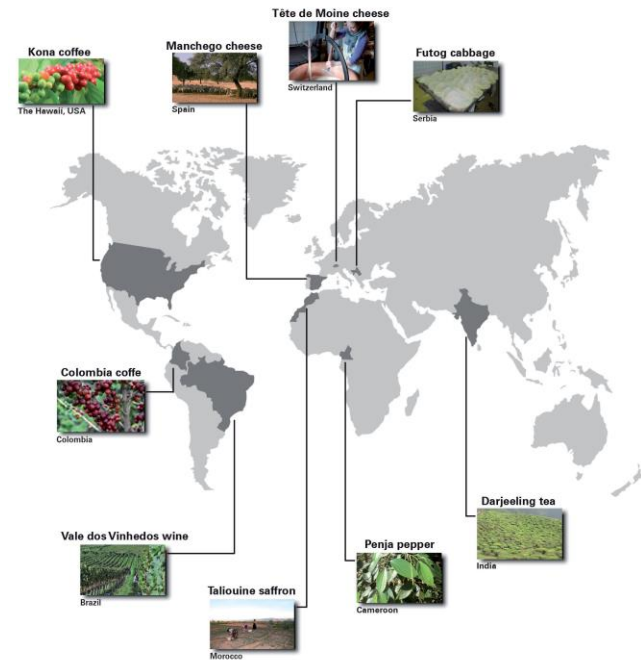 Tête de Moine cheese
Switzerland
Kona coffee
The Hawaii, USA
Manchego cheese
Spain
Futog cabbage
Serbia
Colombia coffe
Colombia
Darjeeling tea
India
Vale dos Vinhedos wine
Brazil
Penja pepper
Cameroon
Taliouine saffron
Morocco